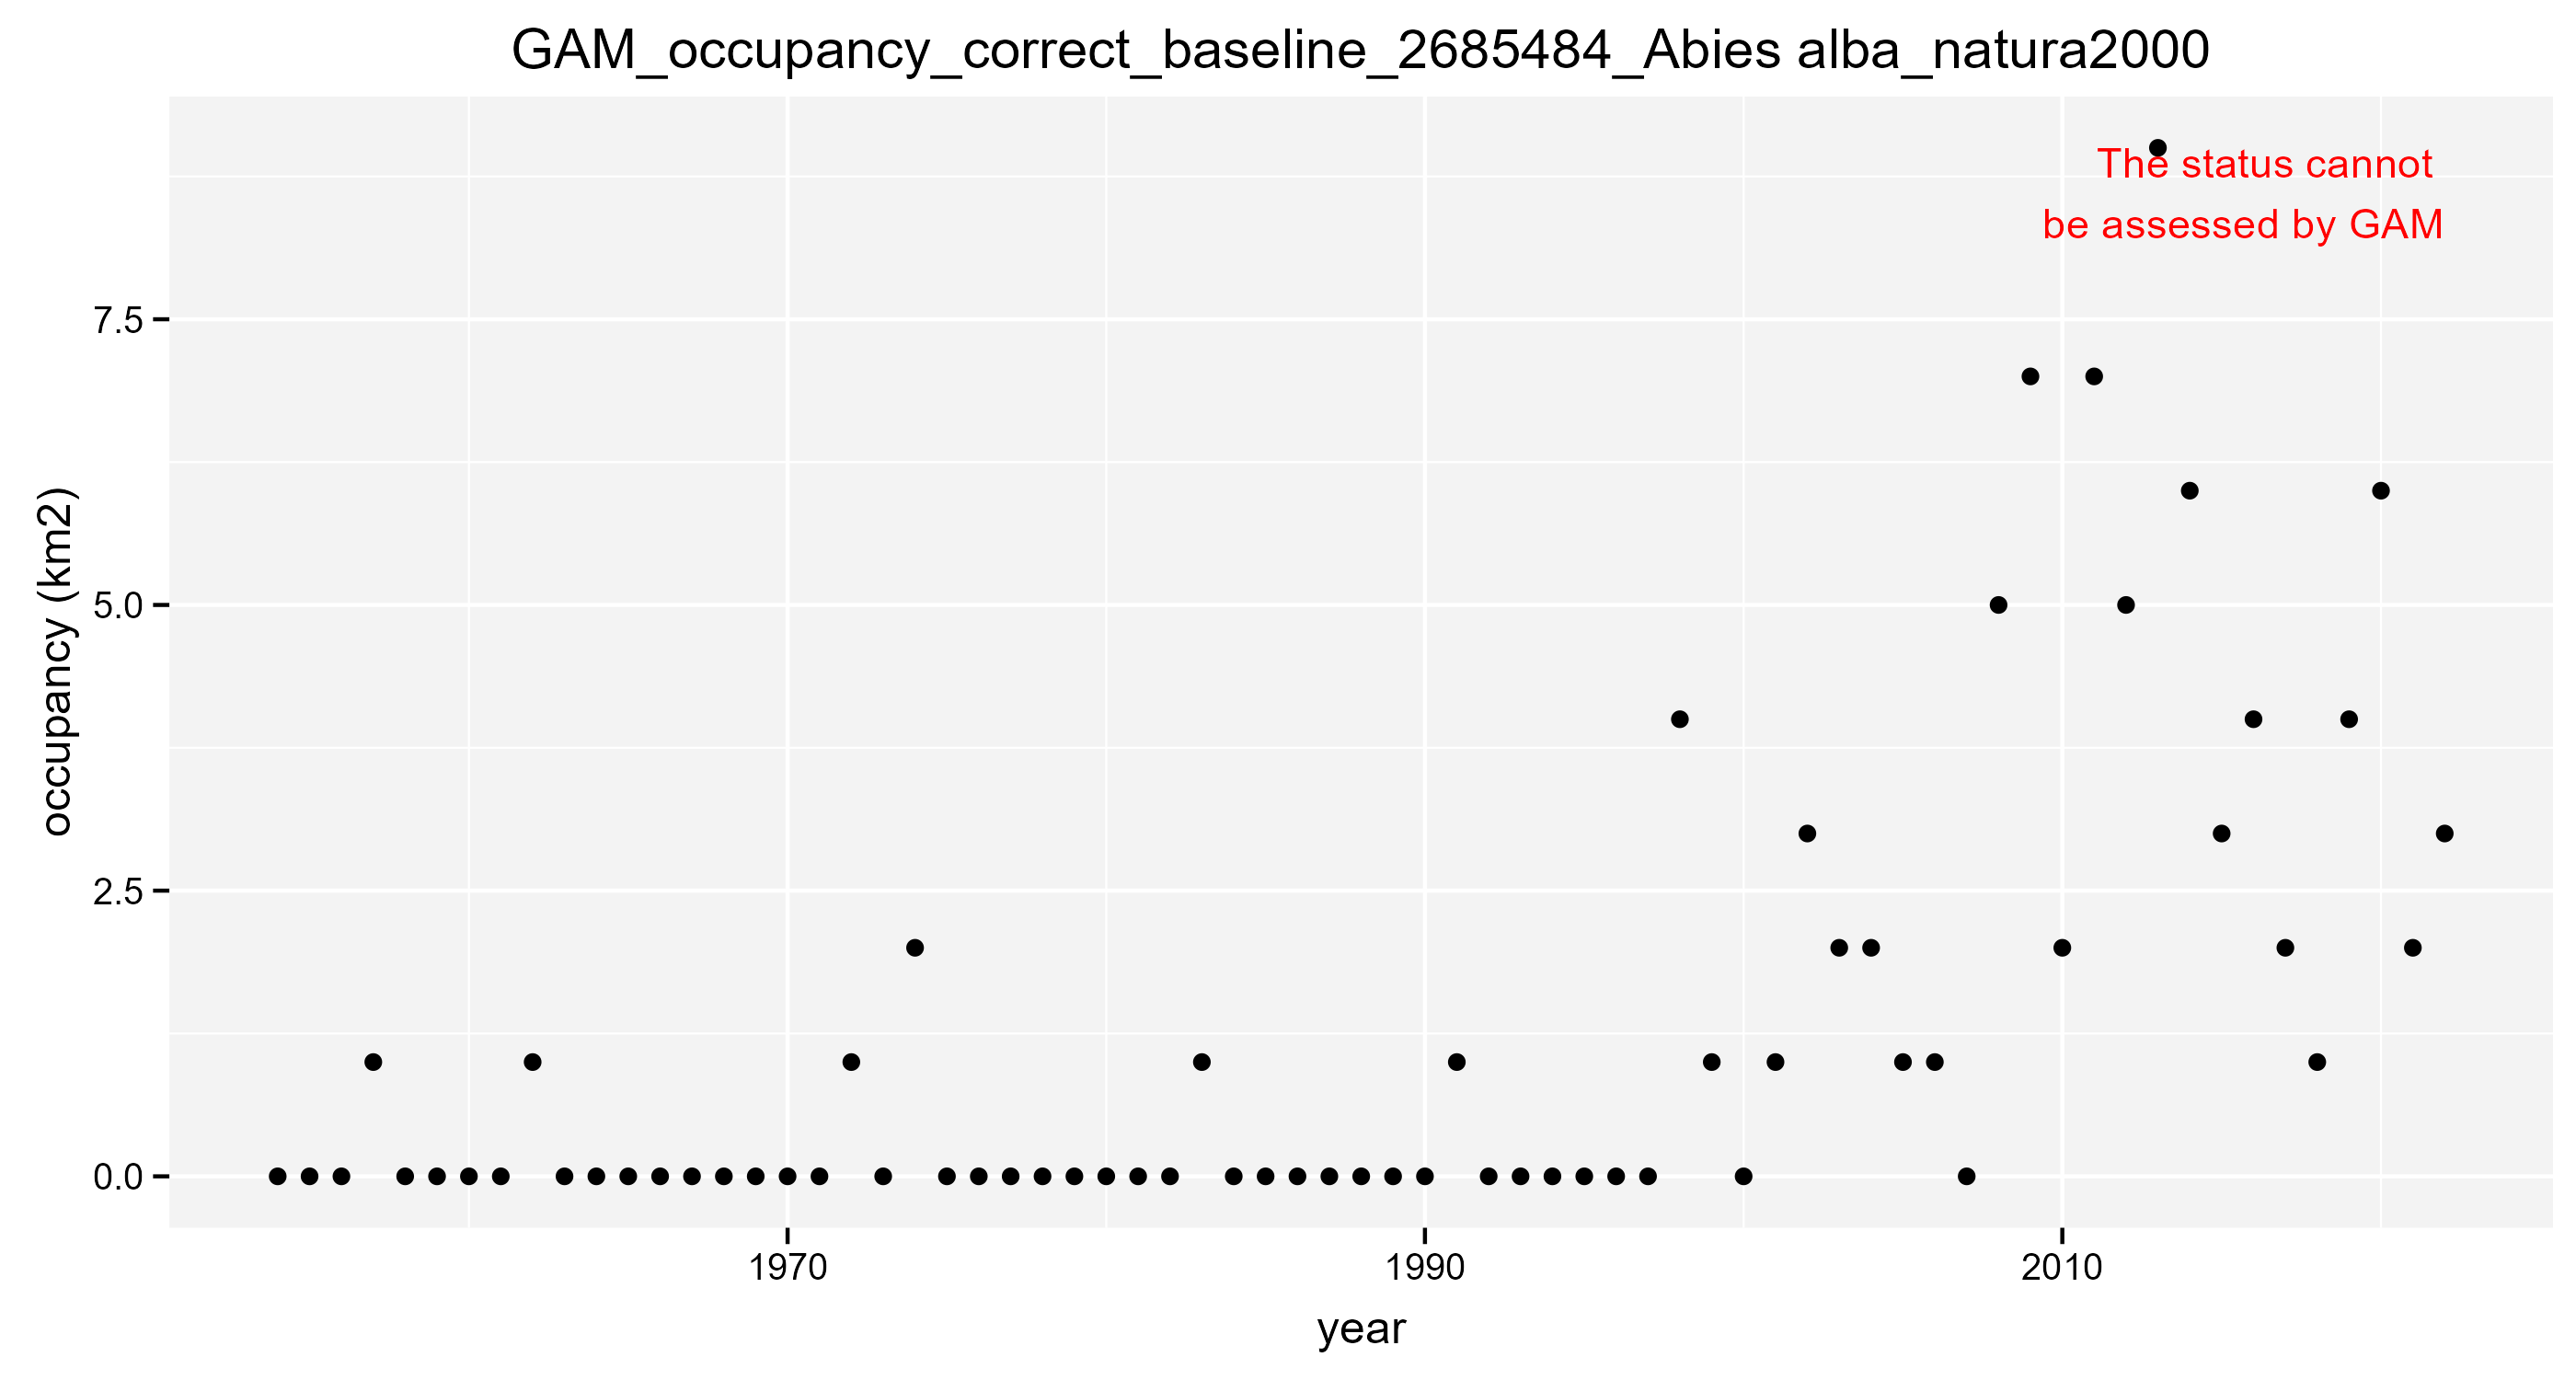 GAM_occupancy_correct_baseline_2685484_Abies alba_natura2000
The status cannot
be assessed by GAM
7.5
5.0
2.5
0.0
occupancy (km2)
1970
1990
2010
year